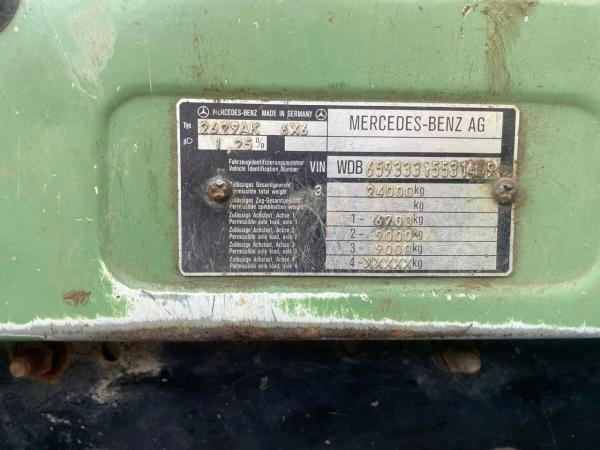 MERCEDES-BENZ MADE IN GERMANY
Typ 2629AK 6X6
MERCEDES-BENZ AG
1,25%
Fahrzeugidentifizierungsnummer
Vehicle Identification Number
VIN WDB
Zulässiges Gesamtgewicht
Permissible total weight
3 24000 kg
Zulässiges Zug-Gesamtgewicht
Permissible combination weight
kg
Zulässige Achslast, Achse 1
Permissible axle load, axle 1
1- 6700 kg
Zulässige Achslast, Achse 2
Permissible axle load, axle 2
2- 9000 kg
Zulässige Achslast, Achse 3
Permissible axle load, axle 3
3- 9000 kg
Zulässige Achslast, Achse 4
Permissible axle load, axle 4
4- XXXXX kg